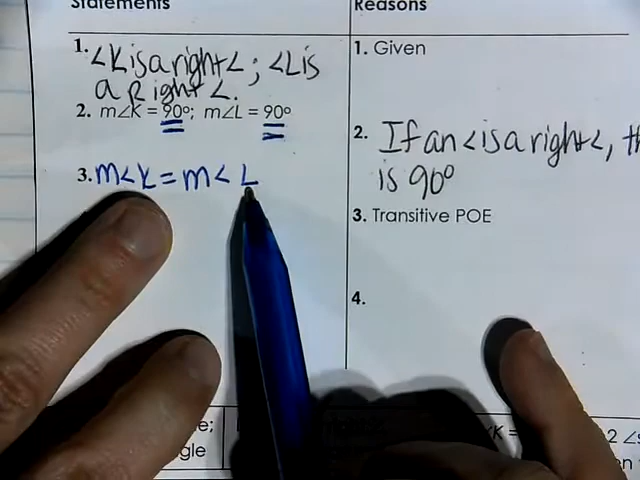 Statements
Reasons
1. <K is a right <; <L is
a Right <.
1. Given
2. m∠K = 90°; m∠L = 90°
2. If an < is a right <, th
is 90°
3. m<K = m<L
3. Transitive POE
4.
gle
2 ∠s